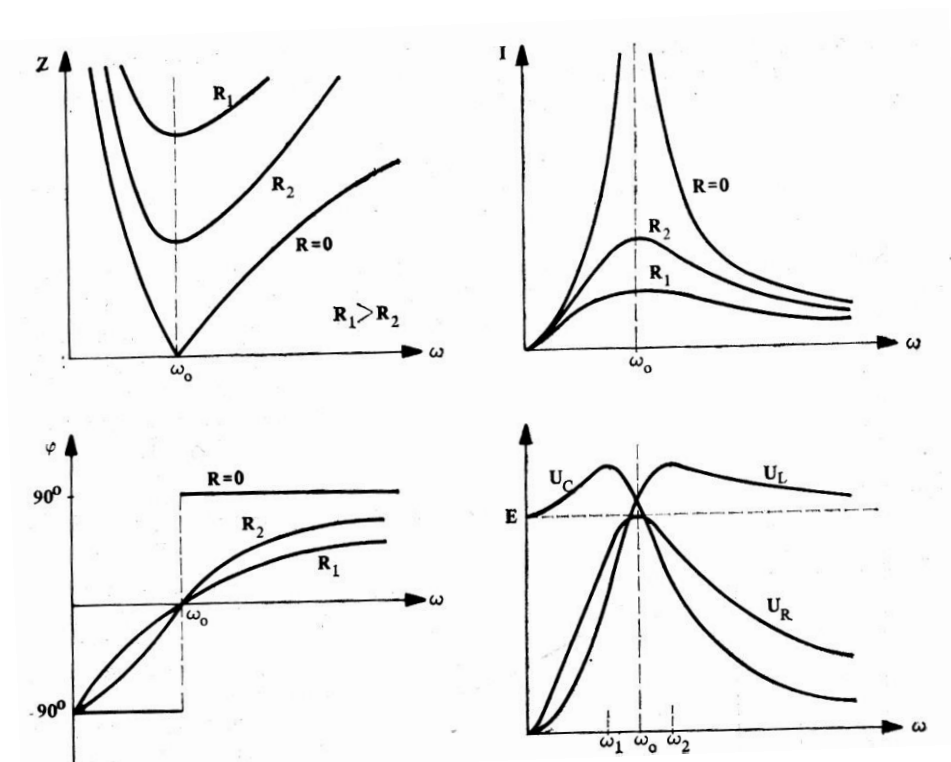 Z
R₁
R₂
R=0
R₁>R₂
ω
ω₀
I
R=0
R₂
R₁
ω
ω₀
φ
90⁰
R=0
R₂
R₁
ω
ω₀
90⁰
U_C
U_L
E
U_R
ω₁
ω₀
ω₂
ω